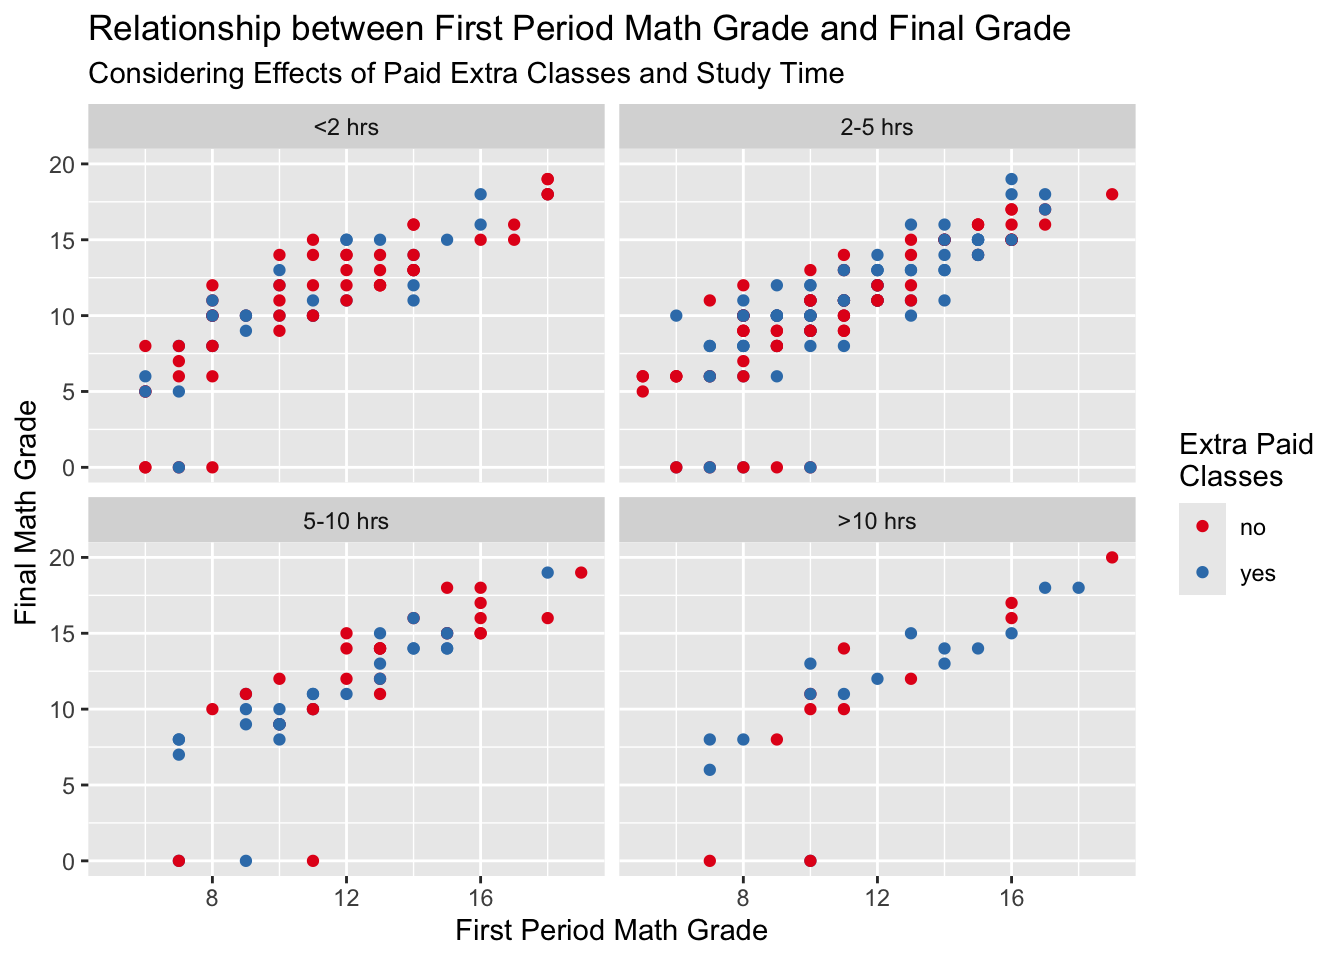 Relationship between First Period Math Grade and Final Grade
Considering Effects of Paid Extra Classes and Study Time
<2 hrs
2-5 hrs
20
15
10
5
0
5-10 hrs
>10 hrs
20
15
10
5
0
8
12
16
8
12
16
First Period Math Grade
Final Math Grade
Extra Paid
Classes
no
yes